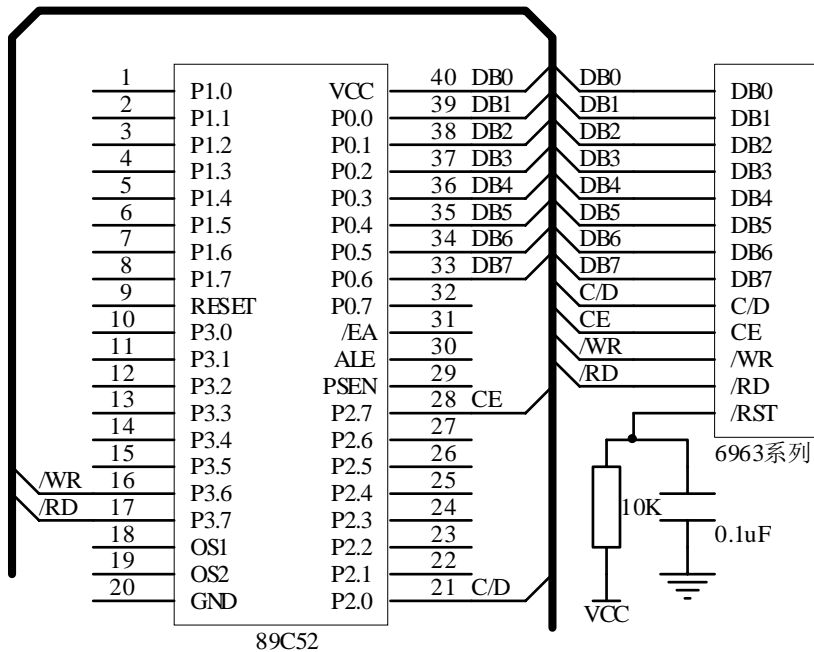 1 P1.0 VCC 40 DB0 DB0 DB0
2 P1.1 P0.0 39 DB1 DB1 DB1
3 P1.2 P0.1 38 DB2 DB2 DB2
4 P1.3 P0.2 37 DB3 DB3 DB3
5 P1.4 P0.3 36 DB4 DB4 DB4
6 P1.5 P0.4 35 DB5 DB5 DB5
7 P1.6 P0.5 34 DB6 DB6 DB6
8 P1.7 P0.6 33 DB7 DB7 DB7
9 RESET P0.7 32 C/D C/D
10 P3.0 /EA 31 CE CE
11 P3.1 ALE 30 /WR /WR
12 P3.2 PSEN 29 /RD /RD
13 P3.3 P2.7 28 CE /RST
14 P3.4 P2.6 27
15 P3.5 P2.5 26 6963系列
/WR 16 P3.6 P2.4 25
/RD 17 P3.7 P2.3 24 10K
18 OS1 P2.2 23 0.1uF
19 OS2 P2.1 22
20 GND P2.0 21 C/D VCC
89C52